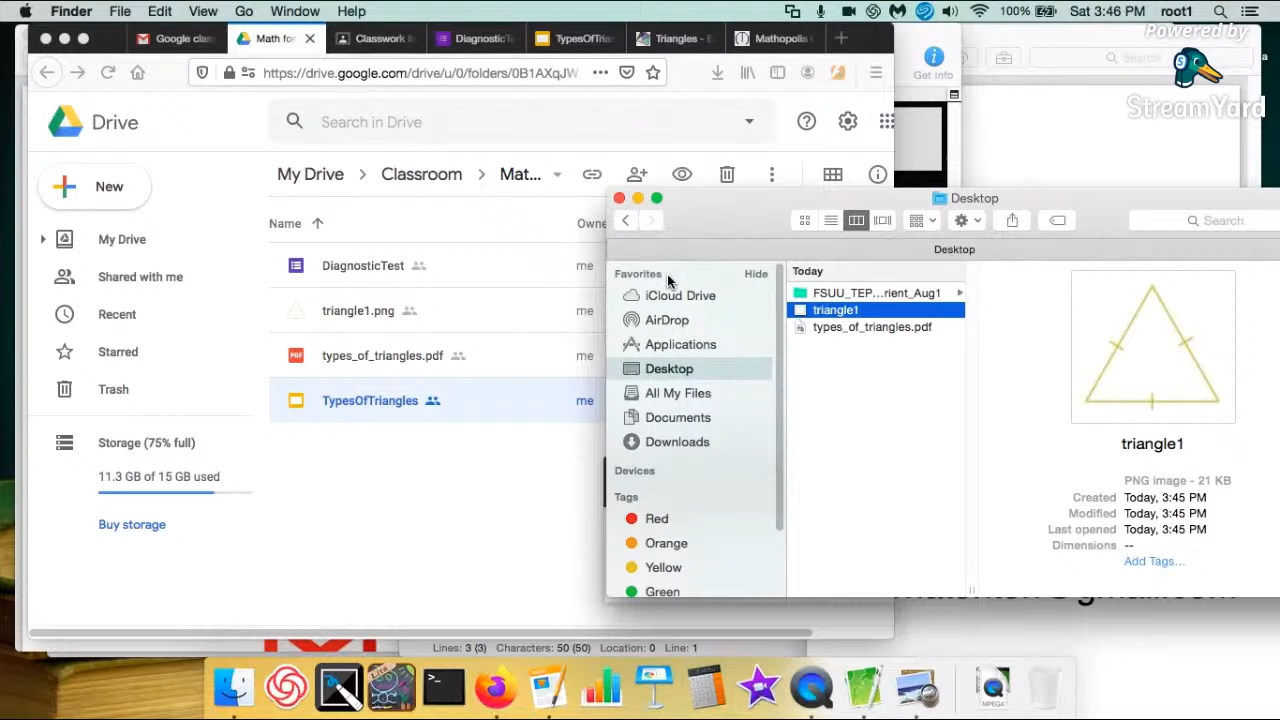 Finder File Edit View Go Window Help 100% Sat 3:46 PM root1
Powered by
StreamYard
Google clas Math for Classwork f DiagnosticTe TypesOfTrian Triangles - E Mathopolis
https://drive.google.com/drive/u/0/folders/0B1AXqJW
Get info
Search
Drive
Search in Drive
New
My Drive Classroom Mat...
Name
Owne
My Drive
Shared with me
Recent
Starred
Trash
Storage (75% full)
11.3 GB of 15 GB used
Buy storage
DiagnosticTest me
triangle1.png me
types_of_triangles.pdf me
PDF
TypesOfTriangles me
Desktop
Search
Desktop
Favorites Hide
iCloud Drive
AirDrop
Applications
Desktop
All My Files
Documents
Downloads
Devices
Tags
Red
Orange
Yellow
Green
Today
FSUU_TEP...rient_Aug1
triangle1
types_of_triangles.pdf
triangle1
PNG image - 21 KB
Created Today, 3:45 PM
Modified Today, 3:45 PM
Last opened Today, 3:45 PM
Dimensions --
Add Tags...
Lines: 3 (3) Characters: 50 (50) Location: 0 Line: 1
MPEG4